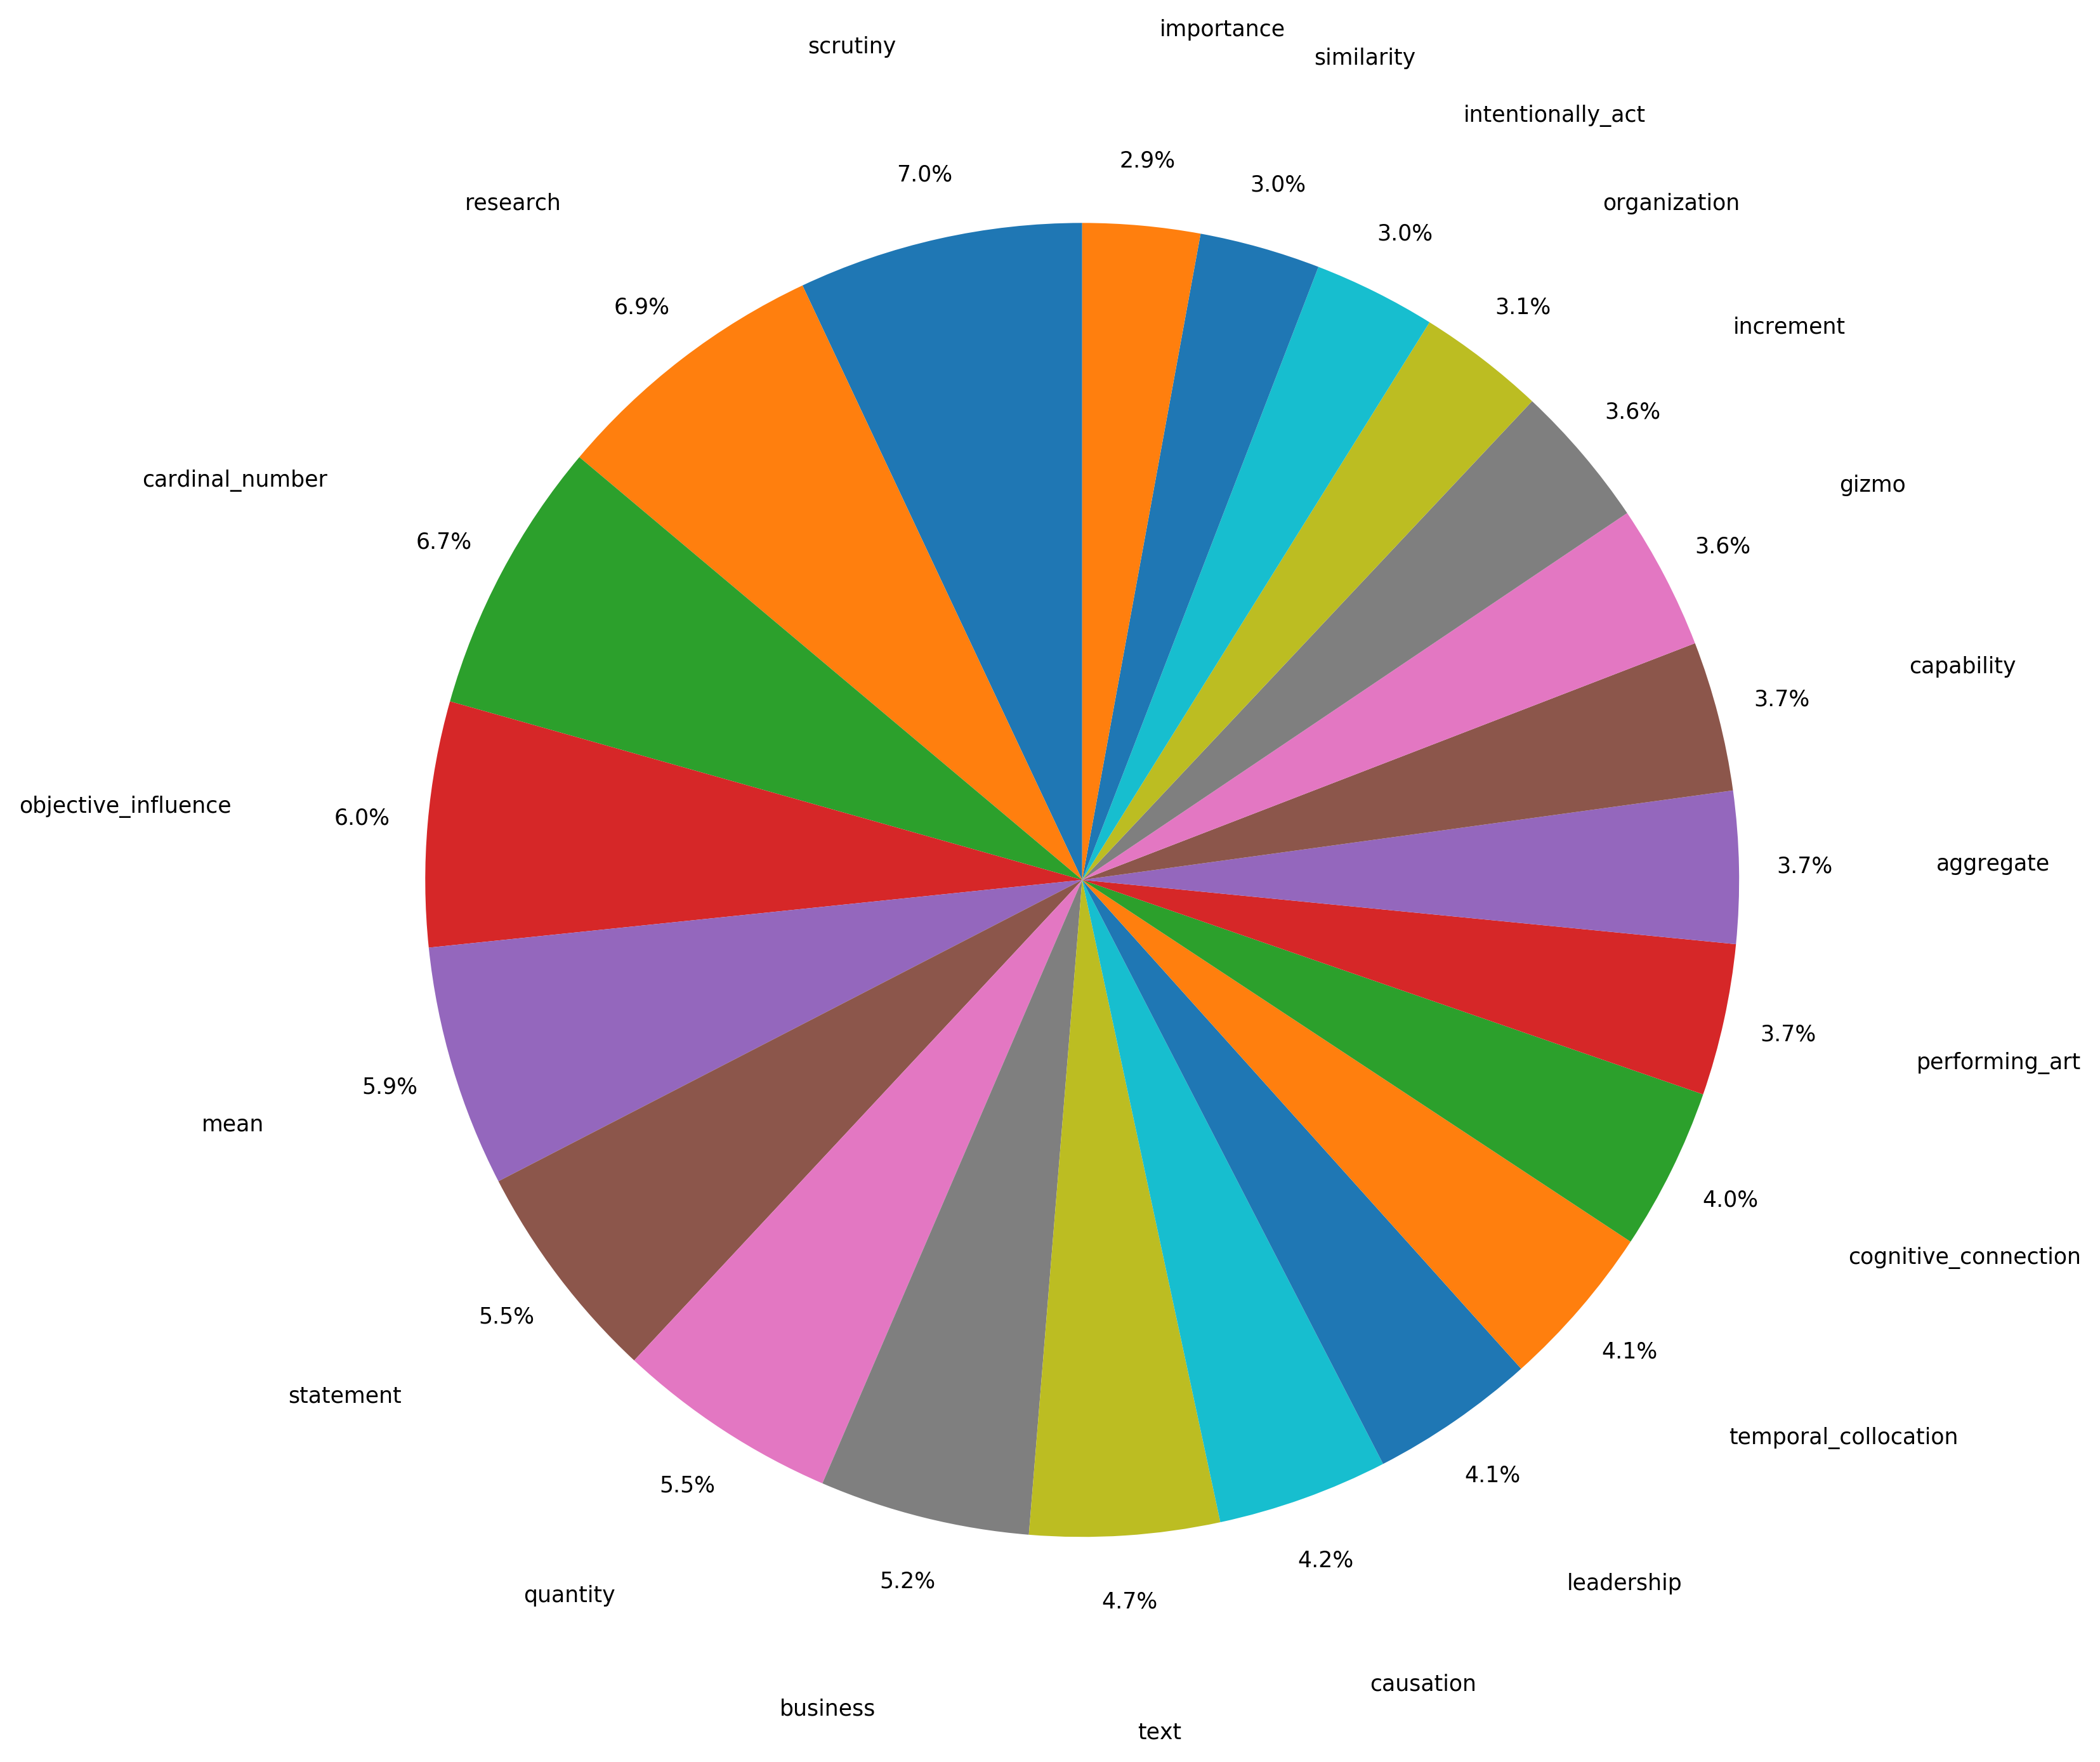 importance
scrutiny
similarity
intentionally_act
2.9%
7.0%
3.0%
research
organization
3.0%
6.9%
3.1%
increment
3.6%
cardinal_number
gizmo
6.7%
3.6%
capability
3.7%
objective_influence
6.0%
3.7%
aggregate
3.7%
performing_art
5.9%
mean
4.0%
cognitive_connection
5.5%
4.1%
statement
temporal_collocation
4.1%
5.5%
4.2%
5.2%
leadership
quantity
4.7%
causation
business
text